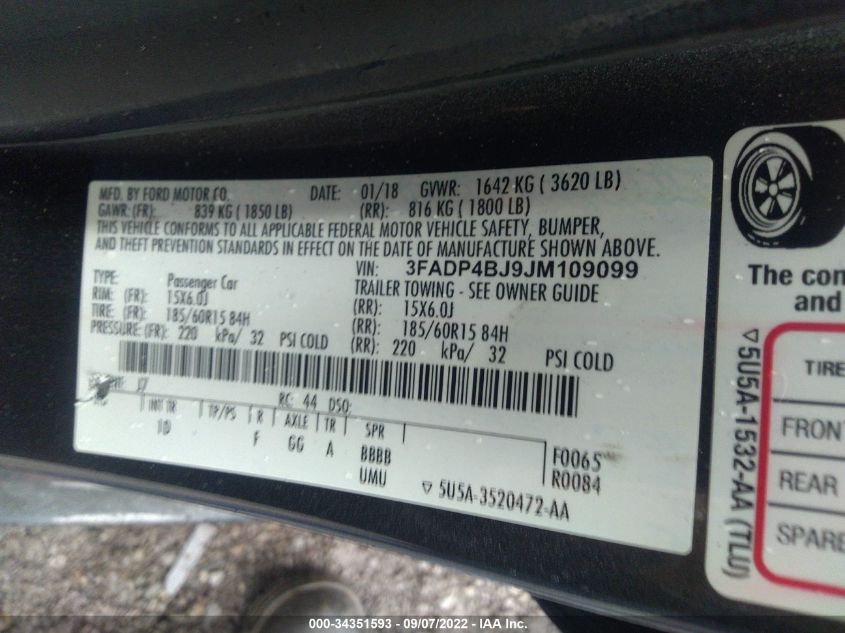 MFD. BY FORD MOTOR CO. DATE: 01/18 GVWR: 1642 KG ( 3620 LB)
GAWR: (FR): 839 KG ( 1850 LB) (RR): 816 KG ( 1800 LB)
THIS VEHICLE CONFORMS TO ALL APPLICABLE FEDERAL MOTOR VEHICLE SAFETY, BUMPER,
AND THEFT PREVENTION STANDARDS IN EFFECT ON THE DATE OF MANUFACTURE SHOWN ABOVE.
VIN: 3FADP4BJ9JM109099
TYPE: Passenger Car TRAILER TOWING - SEE OWNER GUIDE
RIM: (FR): 15X6.0J (RR): 15X6.0J
TIRE: (FR): 185/60R15 84H (RR): 185/60R15 84H
PRESSURE: (FR): 220 kPa/ 32 PSI COLD (RR): 220 kPa/ 32 PSI COLD
J7 RC: 44 DSO:
INT TR TP/PS R AXLE TR SPR
10 F GG A BBBB F0065
UMU R0084
5U5A-3520472-AA
The con
and
TIRE
FRONT
REAR
SPARE
5U5A-1532-AA (TLU)
000-34351593 - 09/07/2022 - IAA Inc.